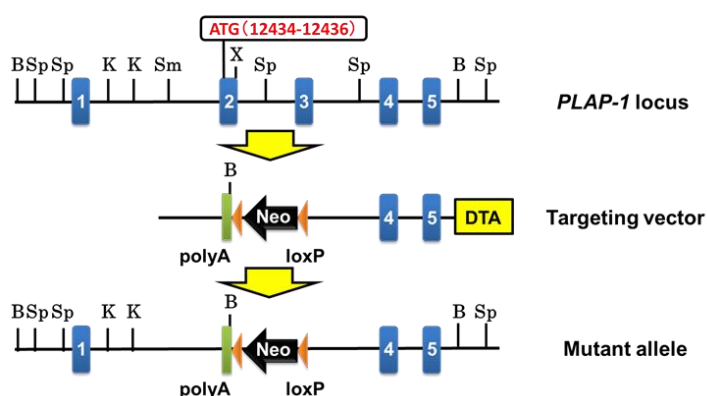 ATG（12434-12436）
B Sp Sp K K Sm X Sp Sp B Sp
1 2 3 4 5
PLAP-1 locus
B
Neo 4 5 DTA
Targeting vector
polyA loxP
B Sp Sp K K B B Sp
1 Neo 4 5
Mutant allele
polyA loxP